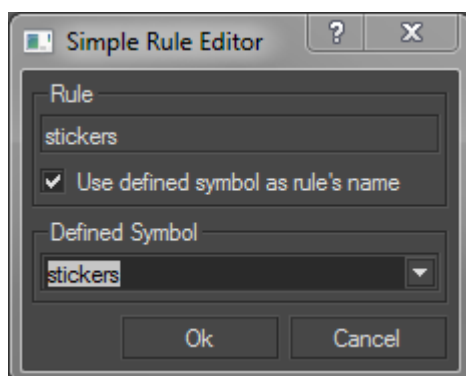 Simple Rule Editor
Rule
stickers
Use defined symbol as rule's name
Defined Symbol
stickers
Ok Cancel